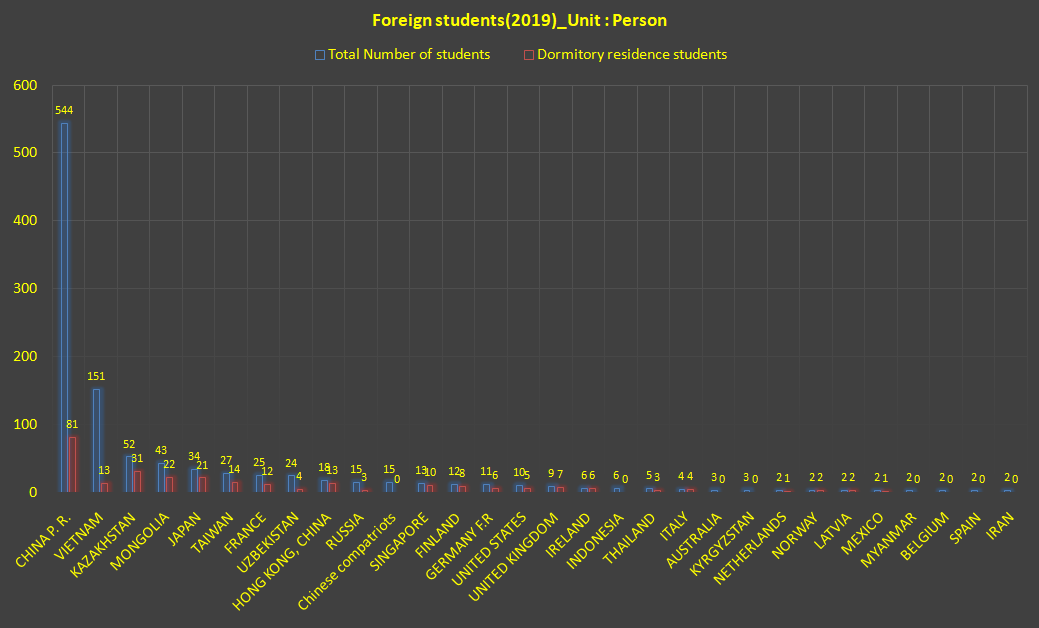 Foreign students(2019)_Unit : Person
Total Number of students
Dormitory residence students
600
500
400
300
200
100
0
544
81
151
13
52
31
43
22
34
21
27
14
25
12
24
4
18
13
15
3
15
0
13
10
12
8
11
6
10
5
9
7
6
6
6
0
5
3
4
4
3
0
3
0
2
1
2
2
2
2
2
1
2
0
2
0
2
0
2
0
CHINA P. R.
VIETNAM
KAZAKHSTAN
MONGOLIA
JAPAN
TAIWAN
FRANCE
UZBEKISTAN
HONG KONG, CHINA
RUSSIA
Chinese compatriots
SINGAPORE
FINLAND
GERMANY F.R
UNITED STATES
UNITED KINGDOM
IRELAND
INDONESIA
THAILAND
ITALY
AUSTRALIA
KYRGYZSTAN
NETHERLANDS
NORWAY
LATVIA
MEXICO
MYANMAR
BELGIUM
SPAIN
IRAN